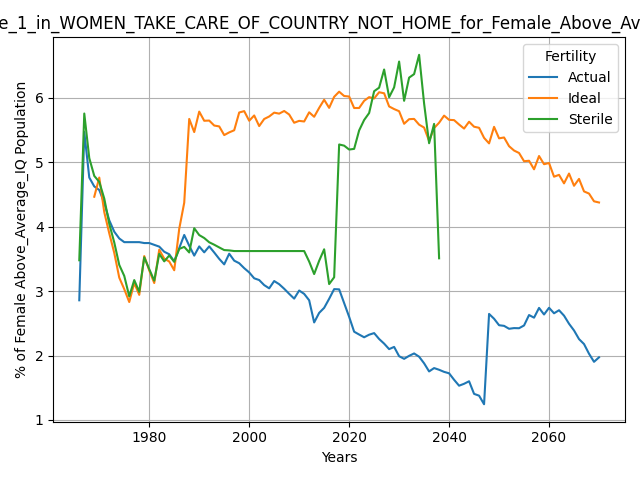 e_1_in_WOMEN_TAKE_CARE_OF_COUNTRY_NOT_HOME_for_Female_Above_Av
Fertility
Actual
Ideal
Sterile
% of Female Above_Average_IQ Population
6
5
4
3
2
1
1980
2000
2020
2040
2060
Years